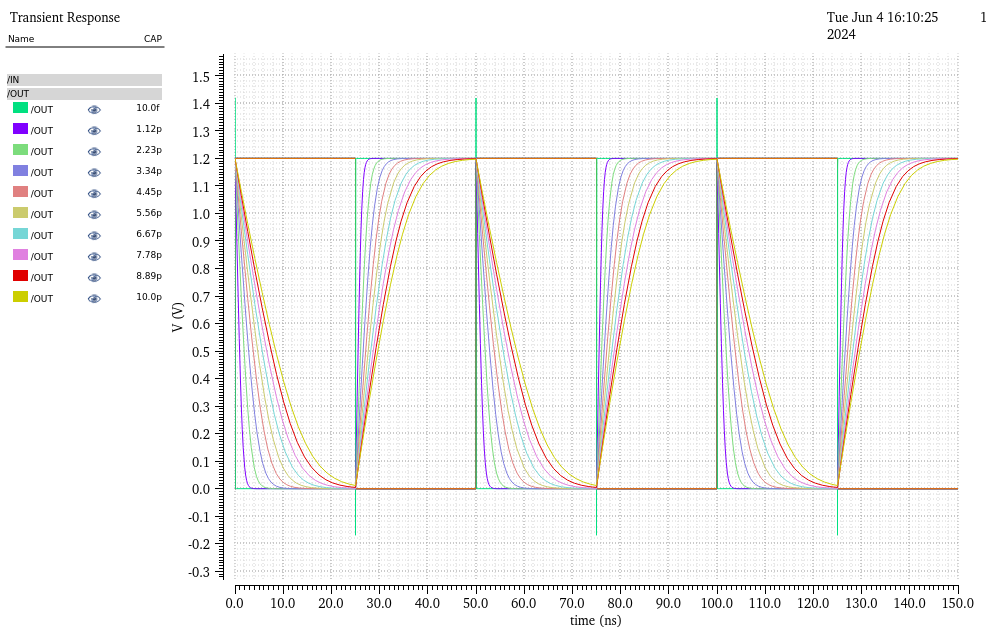 Transient Response
Tue Jun 4 16:10:25 1
2024
Name CAP
/IN
/OUT
/OUT 10.0f
/OUT 1.12p
/OUT 2.23p
/OUT 3.34p
/OUT 4.45p
/OUT 5.56p
/OUT 6.67p
/OUT 7.78p
/OUT 8.89p
/OUT 10.0p
V (V)
1.5
1.4
1.3
1.2
1.1
1.0
0.9
0.8
0.7
0.6
0.5
0.4
0.3
0.2
0.1
0.0
-0.1
-0.2
-0.3
0.0 10.0 20.0 30.0 40.0 50.0 60.0 70.0 80.0 90.0 100.0 110.0 120.0 130.0 140.0 150.0
time (ns)